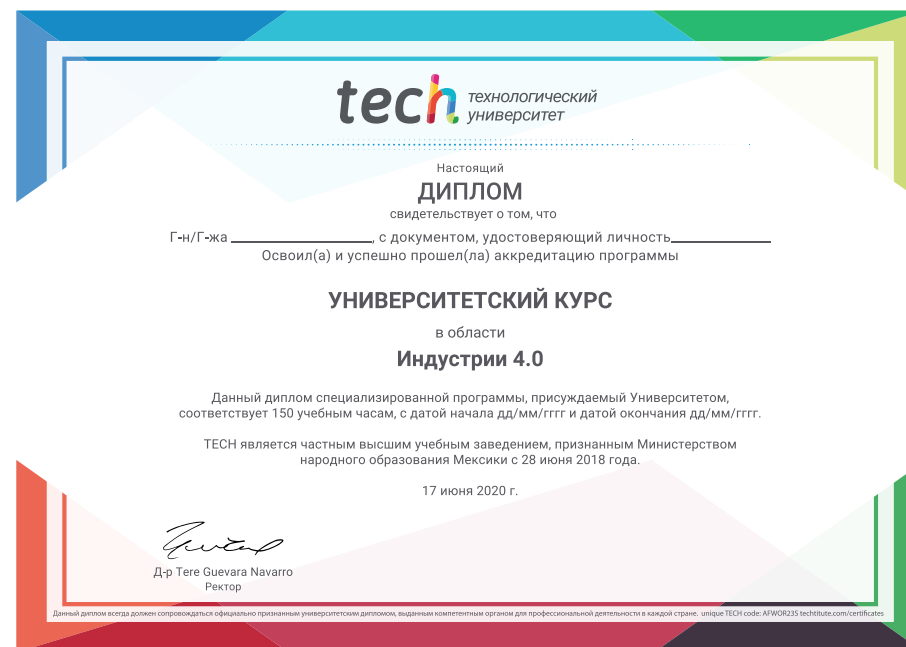 tech технологический
университет
Настоящий
ДИПЛОМ
свидетельствует о том, что
Г-н/Г-жа ____________________, с документом, удостоверяющий личность______________
Освоил(а) и успешно прошел(ла) аккредитацию программы
УНИВЕРСИТЕТСКИЙ КУРС
в области
Индустрии 4.0
Данный диплом специализированной программы, присуждаемый Университетом,
соответствует 150 учебным часам, с датой начала дд/мм/гггг и датой окончания дд/мм/гггг.
TECH является частным высшим учебным заведением, признанным Министерством
народного образования Мексики с 28 июня 2018 года.
17 июня 2020 г.
Д-р Tere Guevara Navarro
Ректор
Данный диплом всегда должен сопровождаться официально признанным университетским дипломом, выданным компетентным органом для профессиональной деятельности в каждой стране. unique TECH code: AFWOR23S techtitute.com/certificates